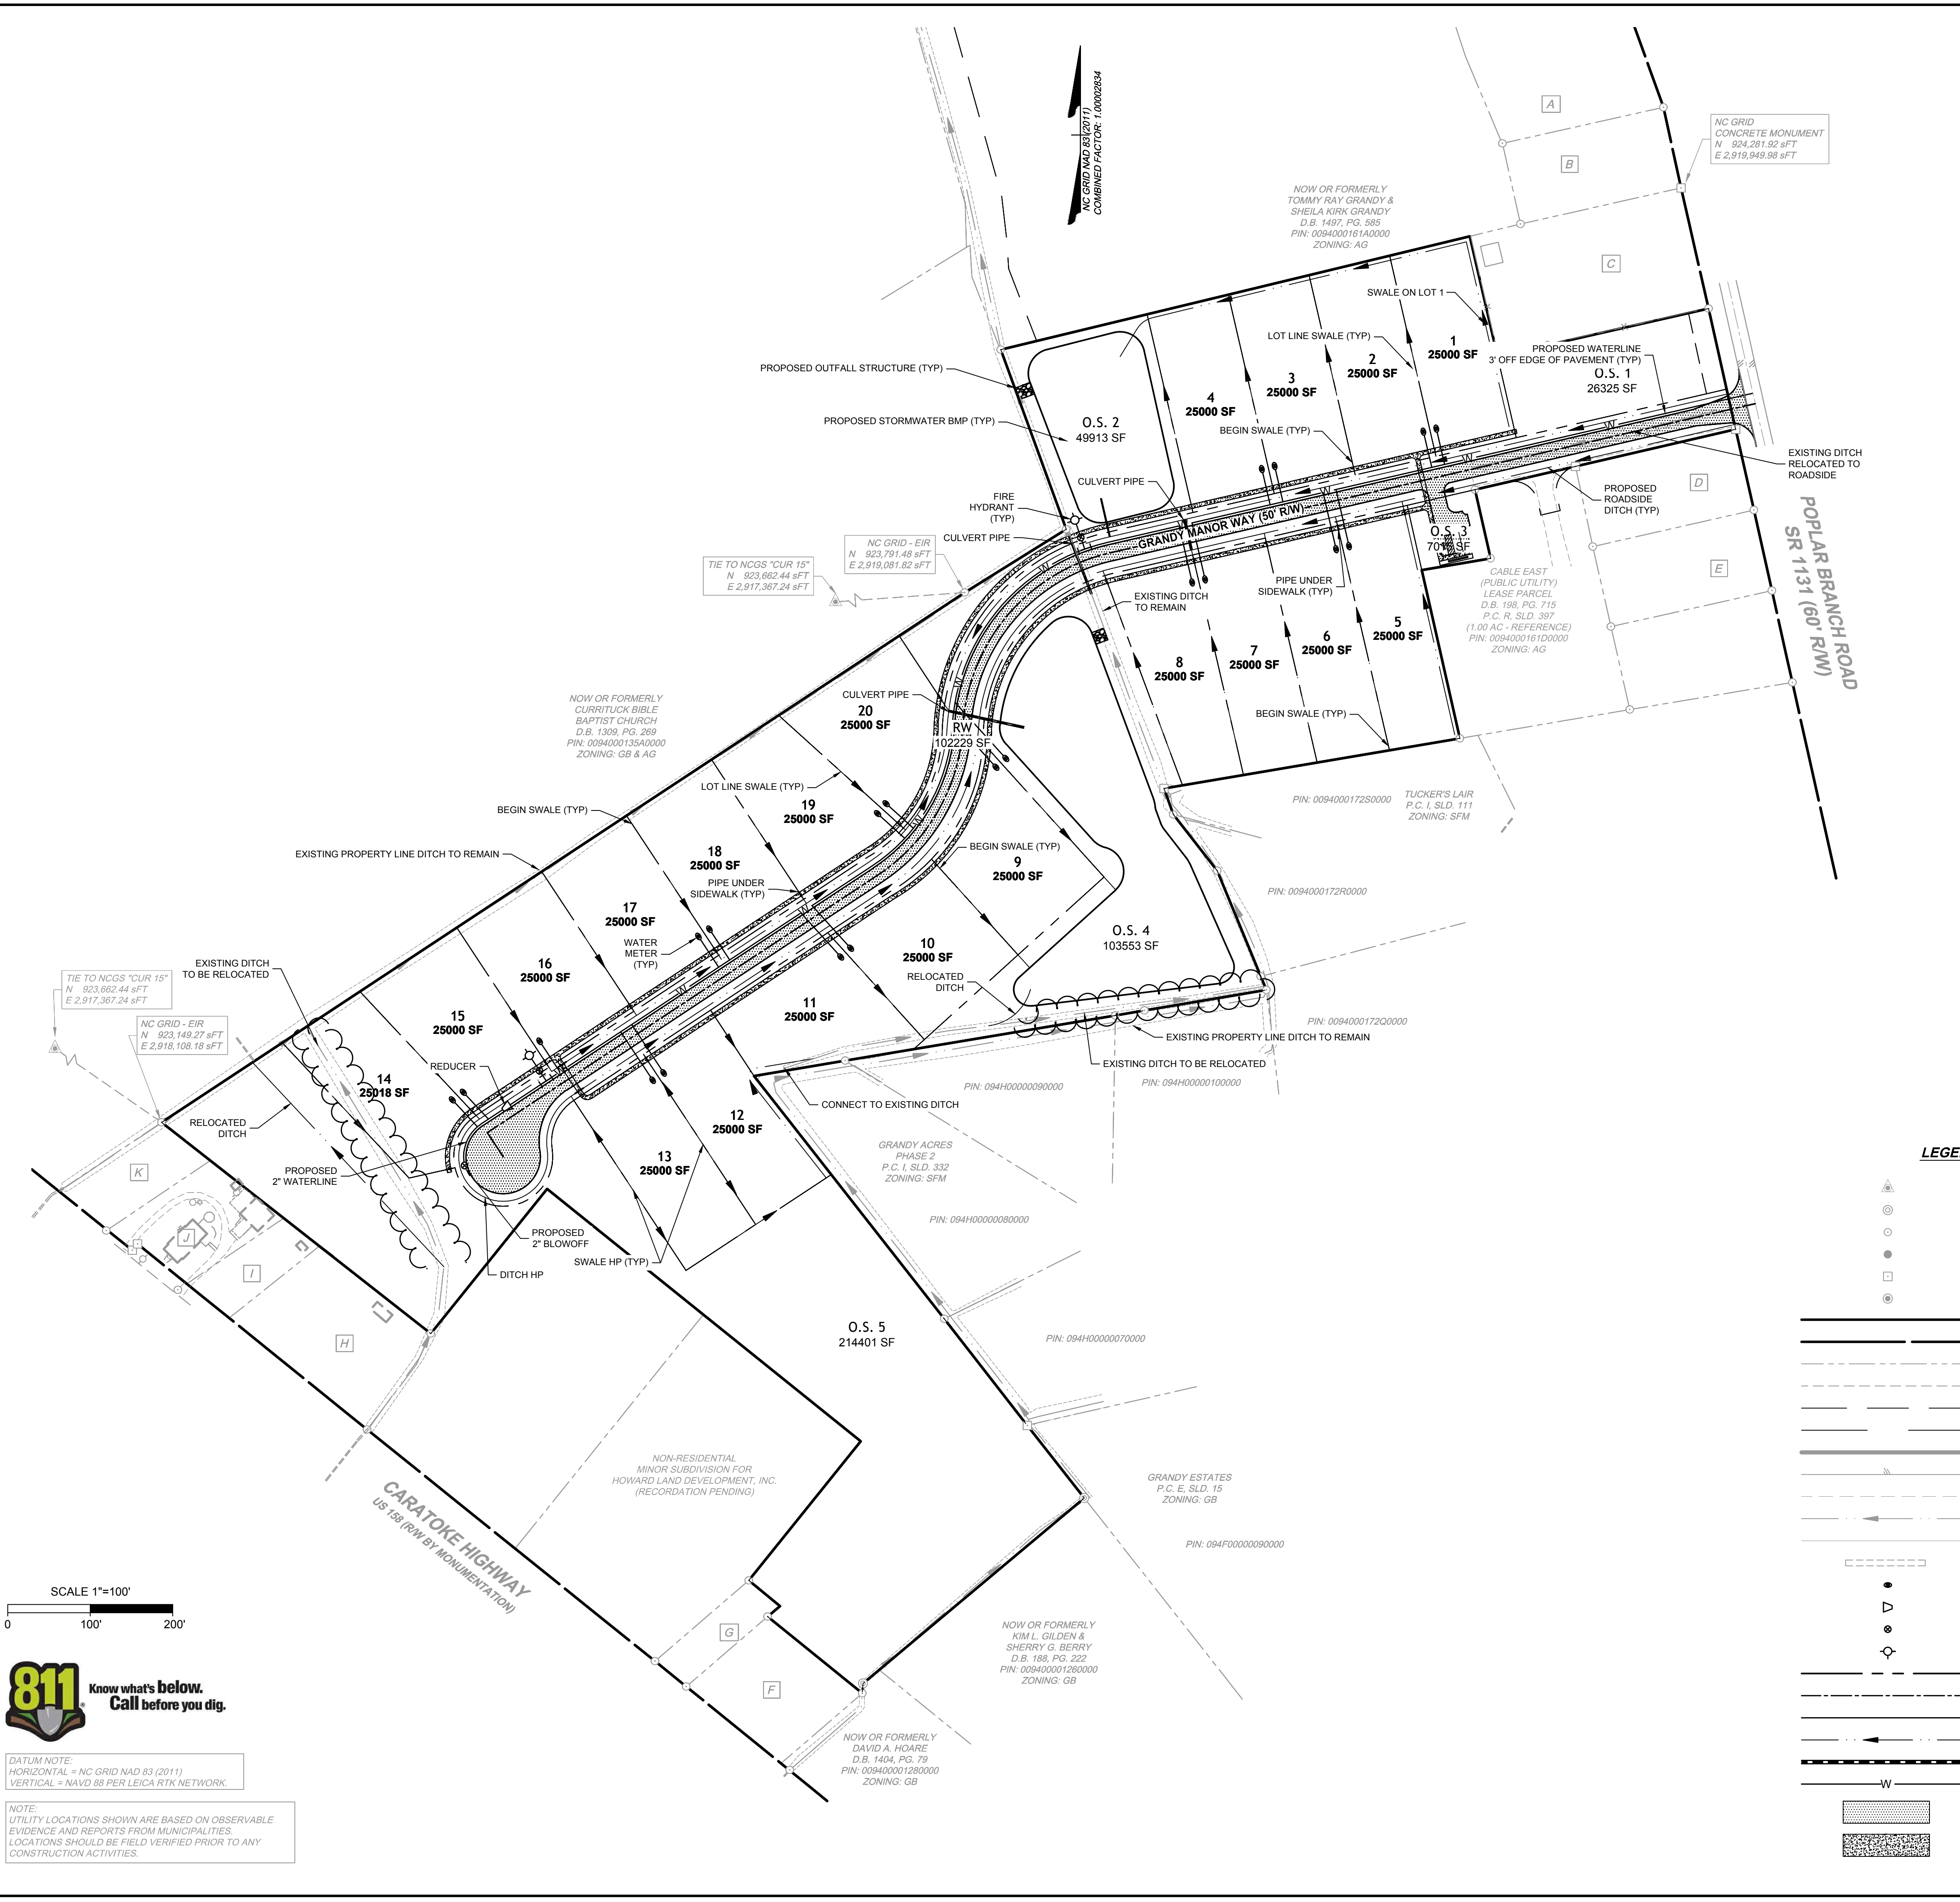 NC GRID NAD 83 (2011)
COMBINED FACTOR: 1.00002834
A
B
C
D
E
NC GRID
CONCRETE MONUMENT
N 924,281.92 sFT
E 2,919,949.98 sFT
NOW OR FORMERLY
TOMMY RAY GRANDY &
SHEILA KIRK GRANDY
D.B. 1497, PG. 585
PIN: 0094000161A0000
ZONING: AG
SWALE ON LOT 1
LOT LINE SWALE (TYP)
1
25000 SF
2
25000 SF
3
25000 SF
4
25000 SF
PROPOSED WATERLINE
3' OFF EDGE OF PAVEMENT (TYP)
O.S. 1
26325 SF
PROPOSED OUTFALL STRUCTURE (TYP)
PROPOSED STORMWATER BMP (TYP)
O.S. 2
49913 SF
BEGIN SWALE (TYP)
EXISTING DITCH
RELOCATED TO
ROADSIDE
PROPOSED
ROADSIDE
DITCH (TYP)
CULVERT PIPE
FIRE
HYDRANT
(TYP)
CULVERT PIPE
GRANDY MANOR WAY (50' R/W)
O.S. 3
POPLAR BRANCH ROAD
SR 1131 (60' R/W)
NC GRID - EIR
N 923,791.48 sFT
E 2,919,081.82 sFT
TIE TO NCGS "CUR 15"
N 923,662.44 sFT
E 2,917,367.24 sFT
CABLE EAST
(PUBLIC UTILITY)
LEASE PARCEL
D.B. 198, PG. 715
P.C. R, SLD. 397
(1.00 AC - REFERENCE)
PIN: 0094000161D0000
ZONING: AG
PIPE UNDER
SIDEWALK (TYP)
EXISTING DITCH
TO REMAIN
5
25000 SF
6
25000 SF
7
25000 SF
8
25000 SF
BEGIN SWALE (TYP)
NOW OR FORMERLY
CURRITUCK BIBLE
BAPTIST CHURCH
D.B. 1309, PG. 269
PIN: 0094000135A0000
ZONING: GB & AG
CULVERT PIPE
20
25000 SF
RW
102229 SF
LOT LINE SWALE (TYP)
19
25000 SF
BEGIN SWALE (TYP)
PIN: 0094000172S0000
TUCKER'S LAIR
P.C. I, SLD. 111
ZONING: SFM
EXISTING PROPERTY LINE DITCH TO REMAIN
18
25000 SF
PIPE UNDER
SIDEWALK (TYP)
BEGIN SWALE (TYP)
9
25000 SF
PIN: 0094000172R0000
17
25000 SF
WATER
METER
(TYP)
O.S. 4
103553 SF
10
25000 SF
RELOCATED
DITCH
16
25000 SF
EXISTING DITCH
TO BE RELOCATED
TIE TO NCGS "CUR 15"
N 923,662.44 sFT
E 2,917,367.24 sFT
NC GRID - EIR
N 923,149.27 sFT
E 2,918,108.18 sFT
15
25000 SF
11
25000 SF
PIN: 0094000172Q0000
EXISTING PROPERTY LINE DITCH TO REMAIN
EXISTING DITCH TO BE RELOCATED
REDUCER
14
25018 SF
PIN: 094H00000090000
PIN: 094H00000100000
CONNECT TO EXISTING DITCH
RELOCATED
DITCH
12
25000 SF
13
25000 SF
GRANDY ACRES
PHASE 2
P.C. I, SLD. 332
ZONING: SFM
K
PROPOSED
2" WATERLINE
J
I
H
PROPOSED
2" BLOWOFF
SWALE HP (TYP)
DITCH HP
PIN: 094H00000080000
LEGE
O.S. 5
214401 SF
PIN: 094H00000070000
NON-RESIDENTIAL
MINOR SUBDIVISION FOR
HOWARD LAND DEVELOPMENT, INC.
(RECORDATION PENDING)
GRANDY ESTATES
P.C. E, SLD. 15
ZONING: GB
PIN: 094F00000090000
CARATOKE HIGHWAY
US 158 (R/W BY MONUMENTATION)
G
F
NOW OR FORMERLY
KIM L. GILDEN &
SHERRY G. BERRY
D.B. 188, PG. 222
PIN: 009400001260000
ZONING: GB
NOW OR FORMERLY
DAVID A. HOARE
D.B. 1404, PG. 79
PIN: 009400001280000
ZONING: GB
SCALE 1"=100'
0 100' 200'
811
Know what's below.
Call before you dig.
DATUM NOTE:
HORIZONTAL = NC GRID NAD 83 (2011)
VERTICAL = NAVD 88 PER LEICA RTK NETWORK.
NOTE:
UTILITY LOCATIONS SHOWN ARE BASED ON OBSERVABLE
EVIDENCE AND REPORTS FROM MUNICIPALITIES.
LOCATIONS SHOULD BE FIELD VERIFIED PRIOR TO ANY
CONSTRUCTION ACTIVITIES.
W